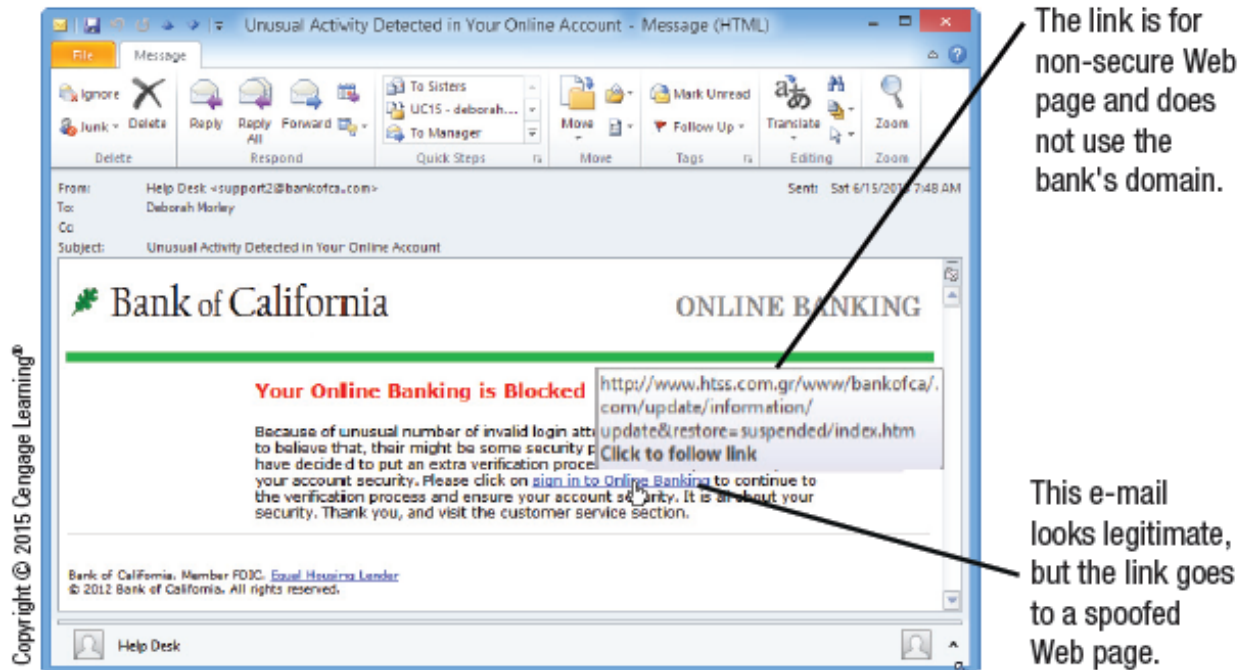 Unusual Activity Detected in Your Online Account - Message (HTML)
File Message
Ignore
Junk
Delete
Reply
Reply All
Forward
To Sisters
UC15 - deborah...
To Manager
Move
Mark Unread
Follow Up
Translate
Zoom
Delete Respond Quick Steps Move Tags Editing Zoom
From: Help Desk <support2@bankofca.com> Sent: Sat 6/15/201 7:48 AM
To: Deborah Morley
Cc
Subject: Unusual Activity Detected in Your Online Account
Bank of California ONLINE BANKING
Your Online Banking is Blocked
Because of unusual number of invalid login
to believe that, their might be some security
have decided to put an extra verification
your account security. Please click on sign in to Online Banking to continue to
the verification process and ensure your account security. It is all about your
security. Thank you, and visit the customer service section.
http://www.htss.com.gr/www/bankofca/.
com/update/information/
update&restore=suspended/index.htm
Click to follow link
Bank of California. Member FDIC. Equal Housing Lender
© 2012 Bank of California. All rights reserved.
Help Desk
The link is for
non-secure Web
page and does
not use the
bank's domain.
This e-mail
looks legitimate,
but the link goes
to a spoofed
Web page.
Copyright © 2015 Cengage Learning®